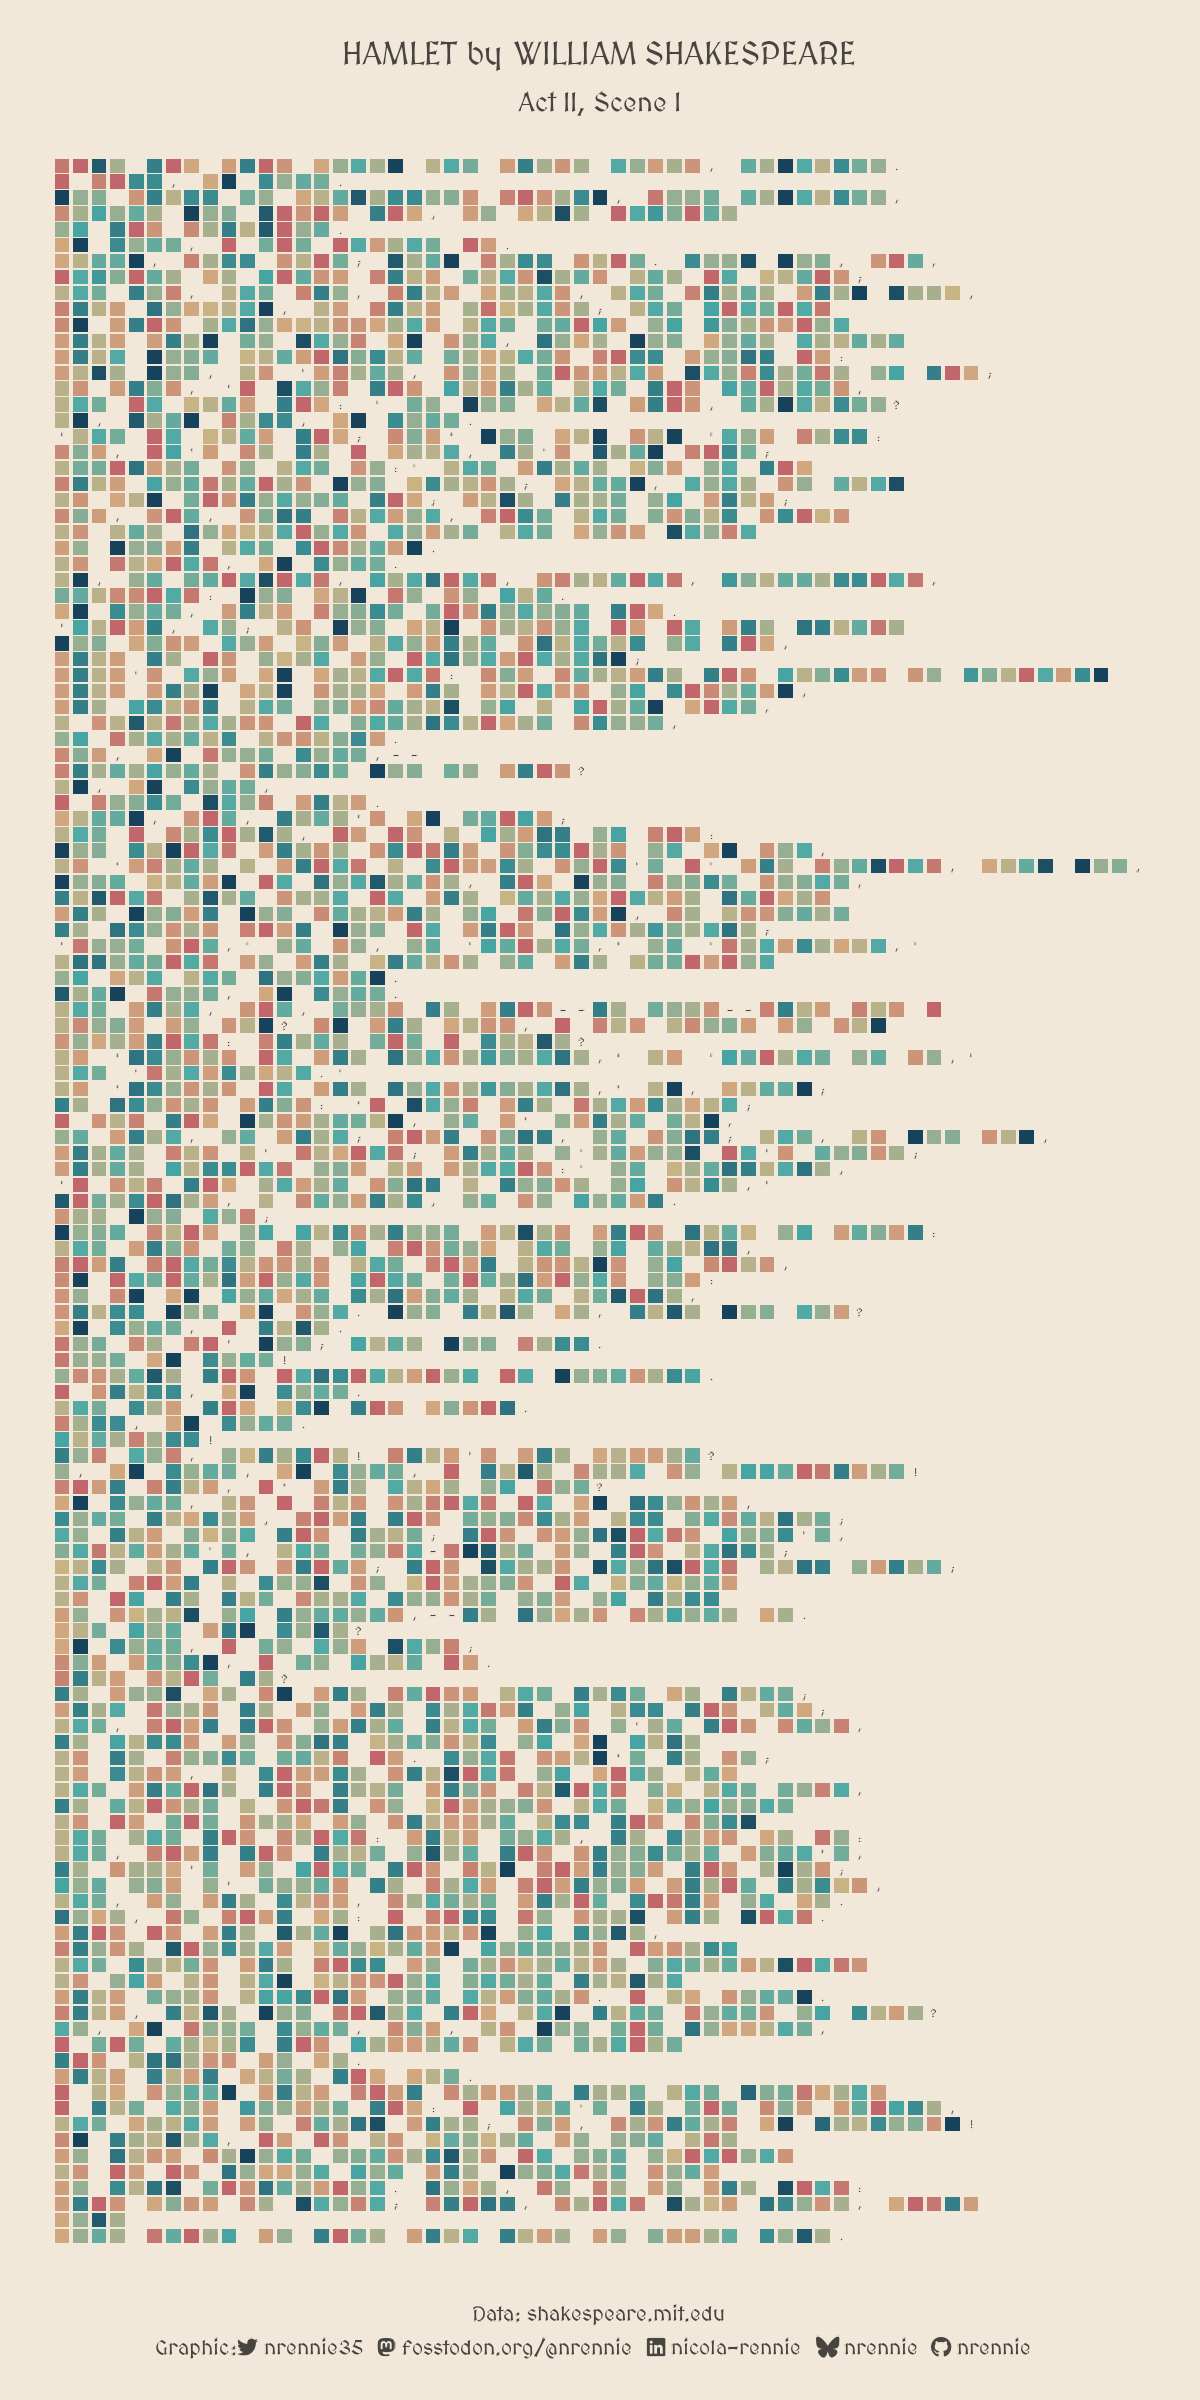 HAMLET by WILLIAM SHAKESPEARE
Act II, Scene I
Data: shakespeare.mit.edu
Graphic: nrennie35 fosstodon.org/@nrennie nicola-rennie nrennie nrennie